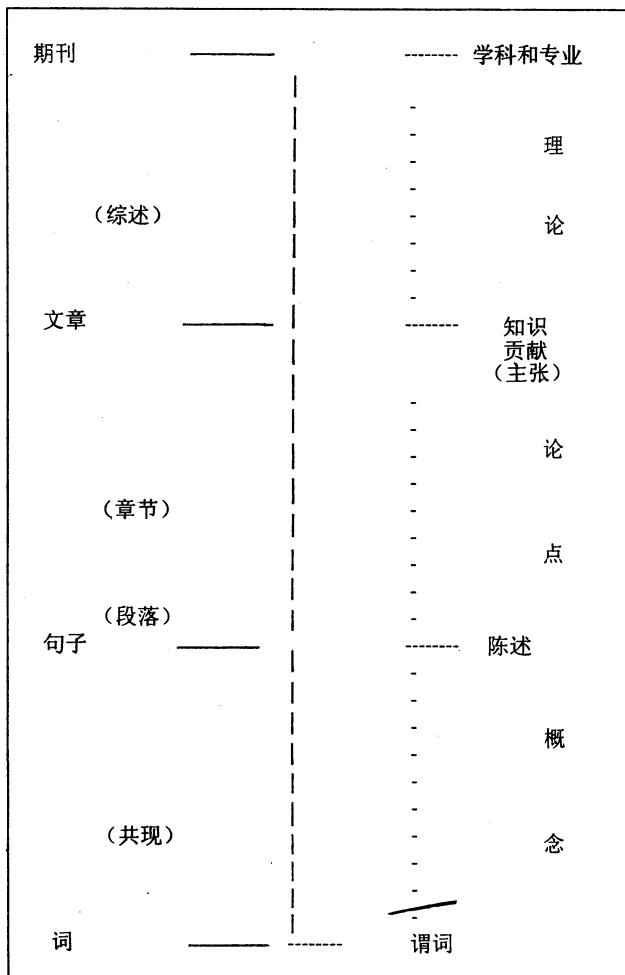 期刊 学科和专业
理
(综述) 论
文章 知识
贡献
(主张)
论
(章节)
点
(段落)
句子 陈述
概
(共现) 念
词 谓词